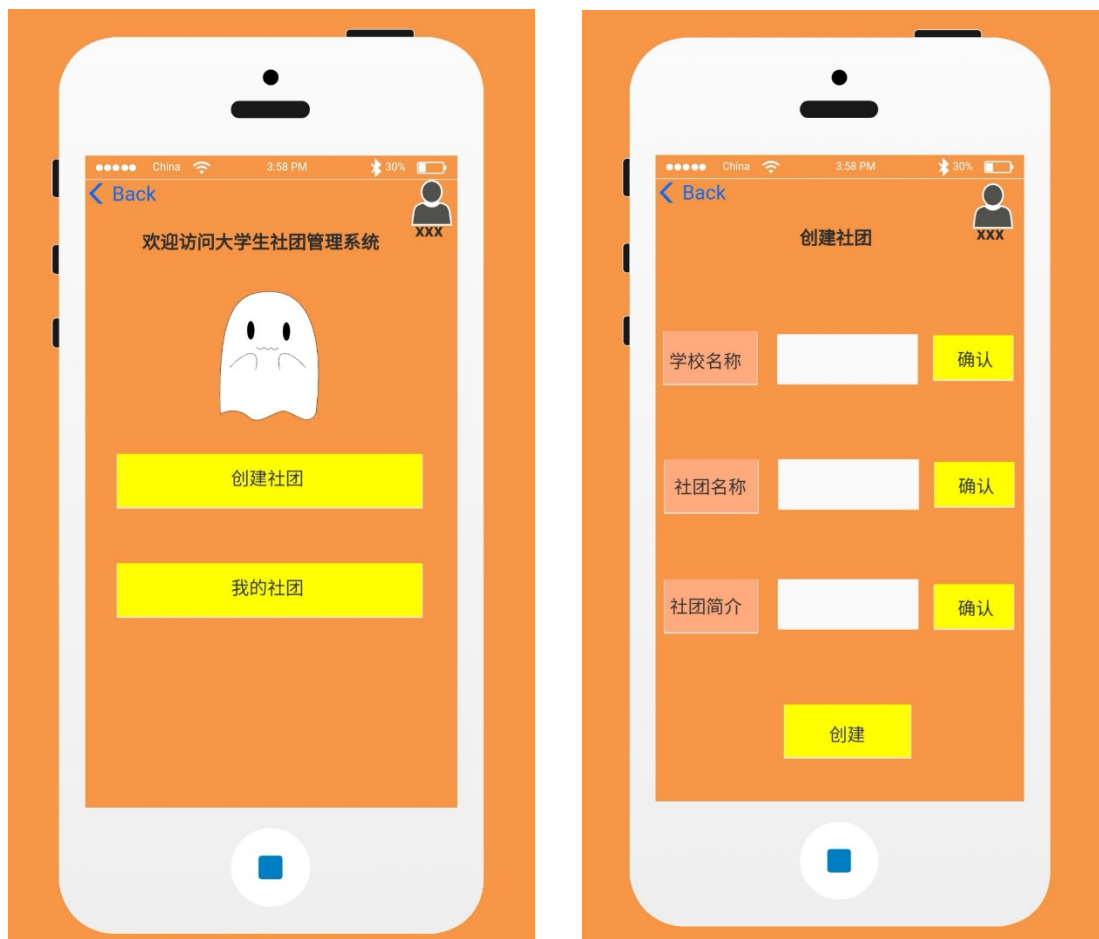 China 3:58 PM 30%
Back
xxx
欢迎访问大学生社团管理系统
创建社团
我的社团
China 3:58 PM 30%
Back
xxx
创建社团
学校名称 确认
社团名称 确认
社团简介 确认
创建